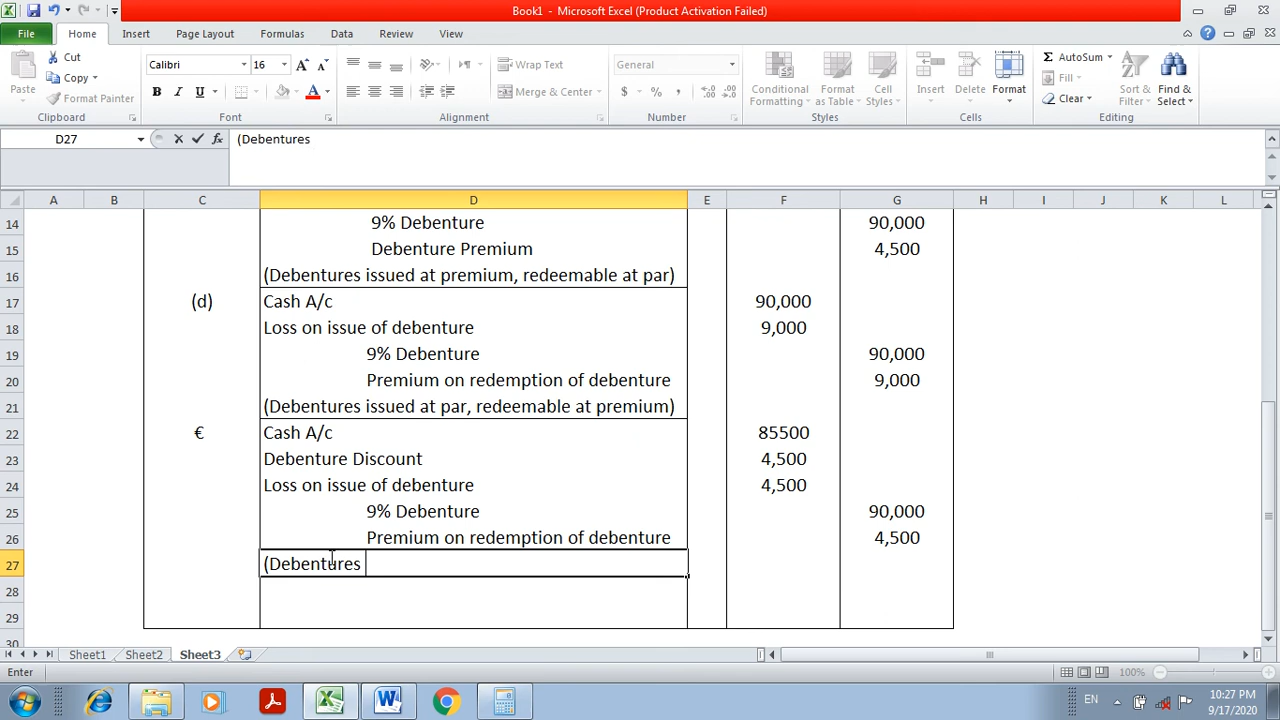 Book1 - Microsoft Excel (Product Activation Failed)
File Home Insert Page Layout Formulas Data Review View
Cut Calibri 16 Wrap Text General AutoSum
Paste Copy Format Painter Merge & Center Conditional Formatting Format as Table Cell Styles Insert Delete Format Fill Clear Sort & Filter Find & Select
Clipboard Font Alignment Number Styles Cells Editing
D27 (Debentures
A B C D E F G H I J K L
14 9% Debenture 90,000
15 Debenture Premium 4,500
16 (Debentures issued at premium, redeemable at par)
17 (d) Cash A/c 90,000
18 Loss on issue of debenture 9,000
19 9% Debenture 90,000
20 Premium on redemption of debenture 9,000
21 (Debentures issued at par, redeemable at premium)
22 € Cash A/c 85500
23 Debenture Discount 4,500
24 Loss on issue of debenture 4,500
25 9% Debenture 90,000
26 Premium on redemption of debenture 4,500
27 (Debentures
28
29
30
Sheet1 Sheet2 Sheet3
Enter 100%
EN 10:27 PM
9/17/2020